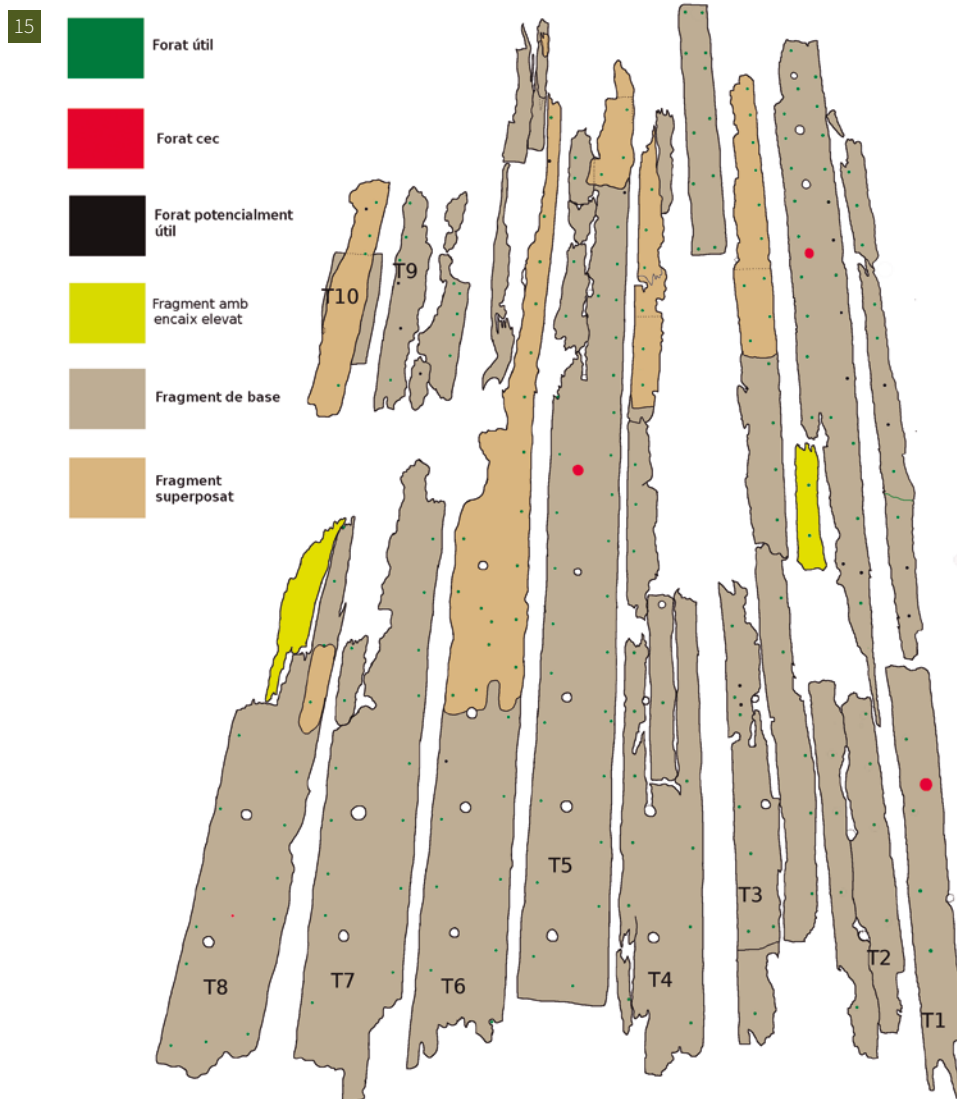 15
Forat útil
Forat cec
Forat potencialment
útil
Fragment amb
encaix elevat
Fragment de base
Fragment
superposat
T10
T9
T8
T7
T6
T5
T4
T3
T2
T1